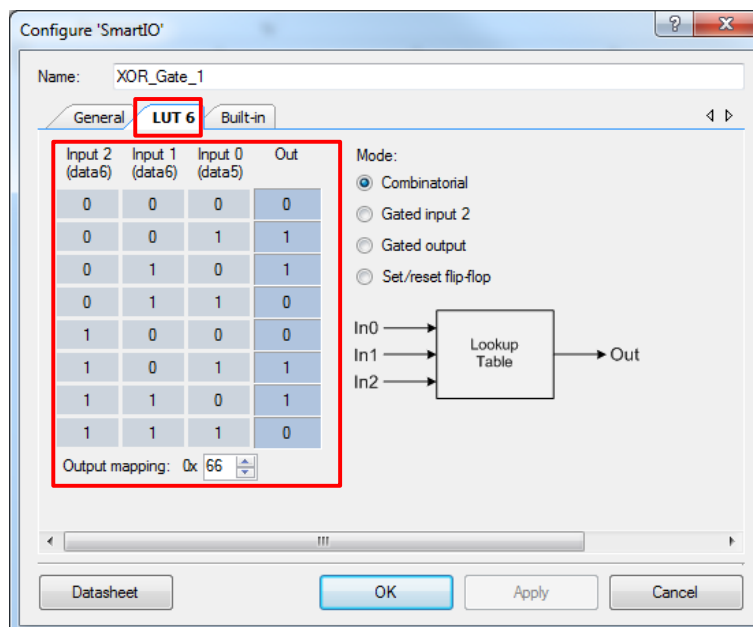 Configure 'SmartIO'
Name: XOR_Gate_1
General LUT 6 Built-in
Input 2 Input 1 Input 0 Out
(data6) (data6) (data5)
0 0 0 0
0 0 1 1
0 1 0 1
0 1 1 0
1 0 0 0
1 0 1 1
1 1 0 1
1 1 1 0
Output mapping: 0x 66
Mode:
Combinatorial
Gated input 2
Gated output
Set/reset flip-flop
In0
In1
In2
Lookup
Table
Out
Datasheet OK Apply Cancel